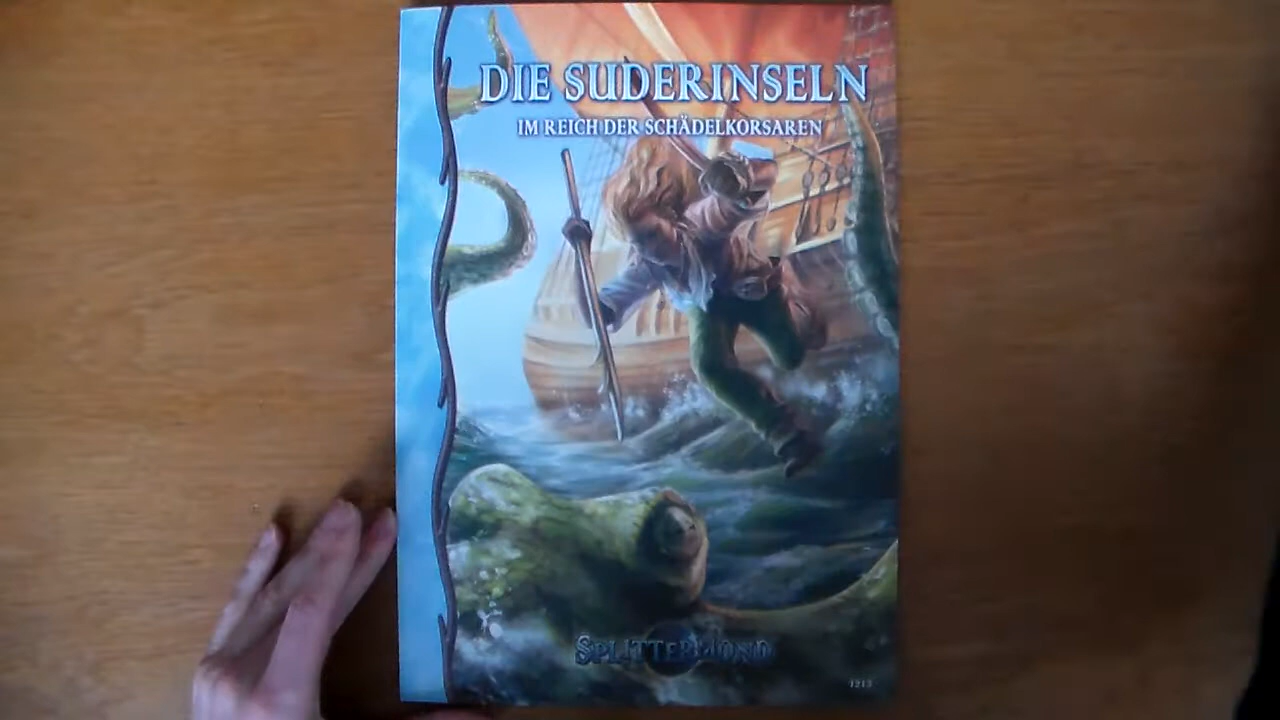 DIE SUDERINSELN
IM REICH DER SCHÄDELKORSAREN
SPLITTERMOND